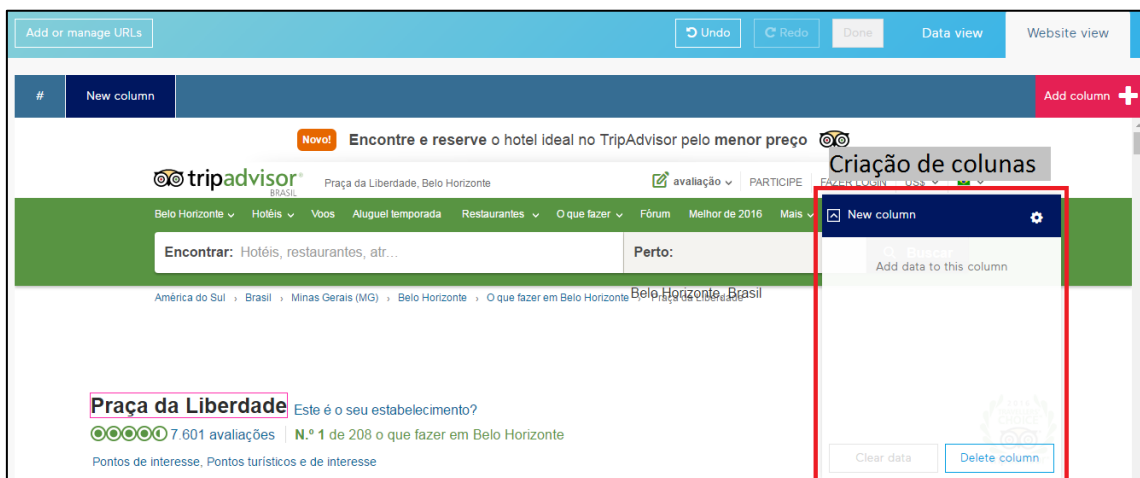 Add or manage URLs
Undo
Redo
Done
Data view
Website view
#
New column
Add column
Novo! Encontre e reserve o hotel ideal no TripAdvisor pelo menor preço
Criação de colunas
tripadvisor
BRASIL
Praça da Liberdade, Belo Horizonte
avaliação
PARTICIPE
FAZER LOGIN
US$
Belo Horizonte Hotéis Voos Aluguel temporada Restaurantes O que fazer Fórum Melhor de 2016 Mais
New column
Encontrar: Hotéis, restaurantes, atr...
Perto:
Buscar
Add data to this column
Belo Horizonte, Brasil
América do Sul › Brasil › Minas Gerais (MG) › Belo Horizonte › O que fazer em Belo Horizonte › Praça da Liberdade
Praça da Liberdade Este é o seu estabelecimento?
7.601 avaliações N.º 1 de 208 o que fazer em Belo Horizonte
Pontos de interesse, Pontos turísticos e de interesse
Clear data
Delete column